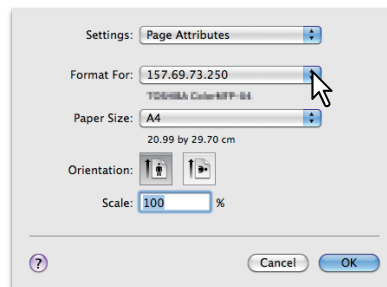 Settings: Page Attributes
Format For: 157.69.73.250
Paper Size: A4
20.99 by 29.70 cm
Orientation:
Scale: 100 %
? Cancel OK